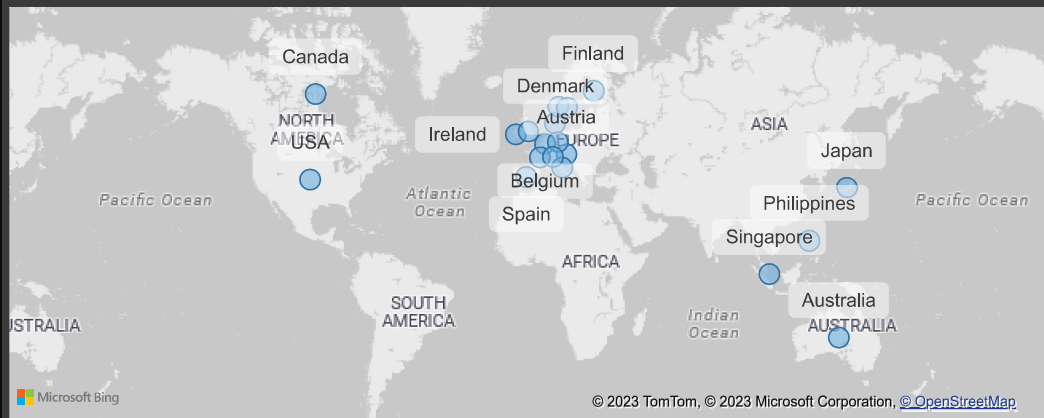 Finland
Canada
Denmark
Austria
NORTH
AMERICA
USA
Ireland
EUROPE
ASIA
Japan
Belgium
Pacific Ocean
Atlantic
Ocean
Pacific Ocean
Philippines
Spain
Singapore
AFRICA
Australia
SOUTH
AMERICA
Indian
Ocean
USTRALIA
AUSTRALIA
Microsoft Bing
© 2023 TomTom, © 2023 Microsoft Corporation, © OpenStreetMap